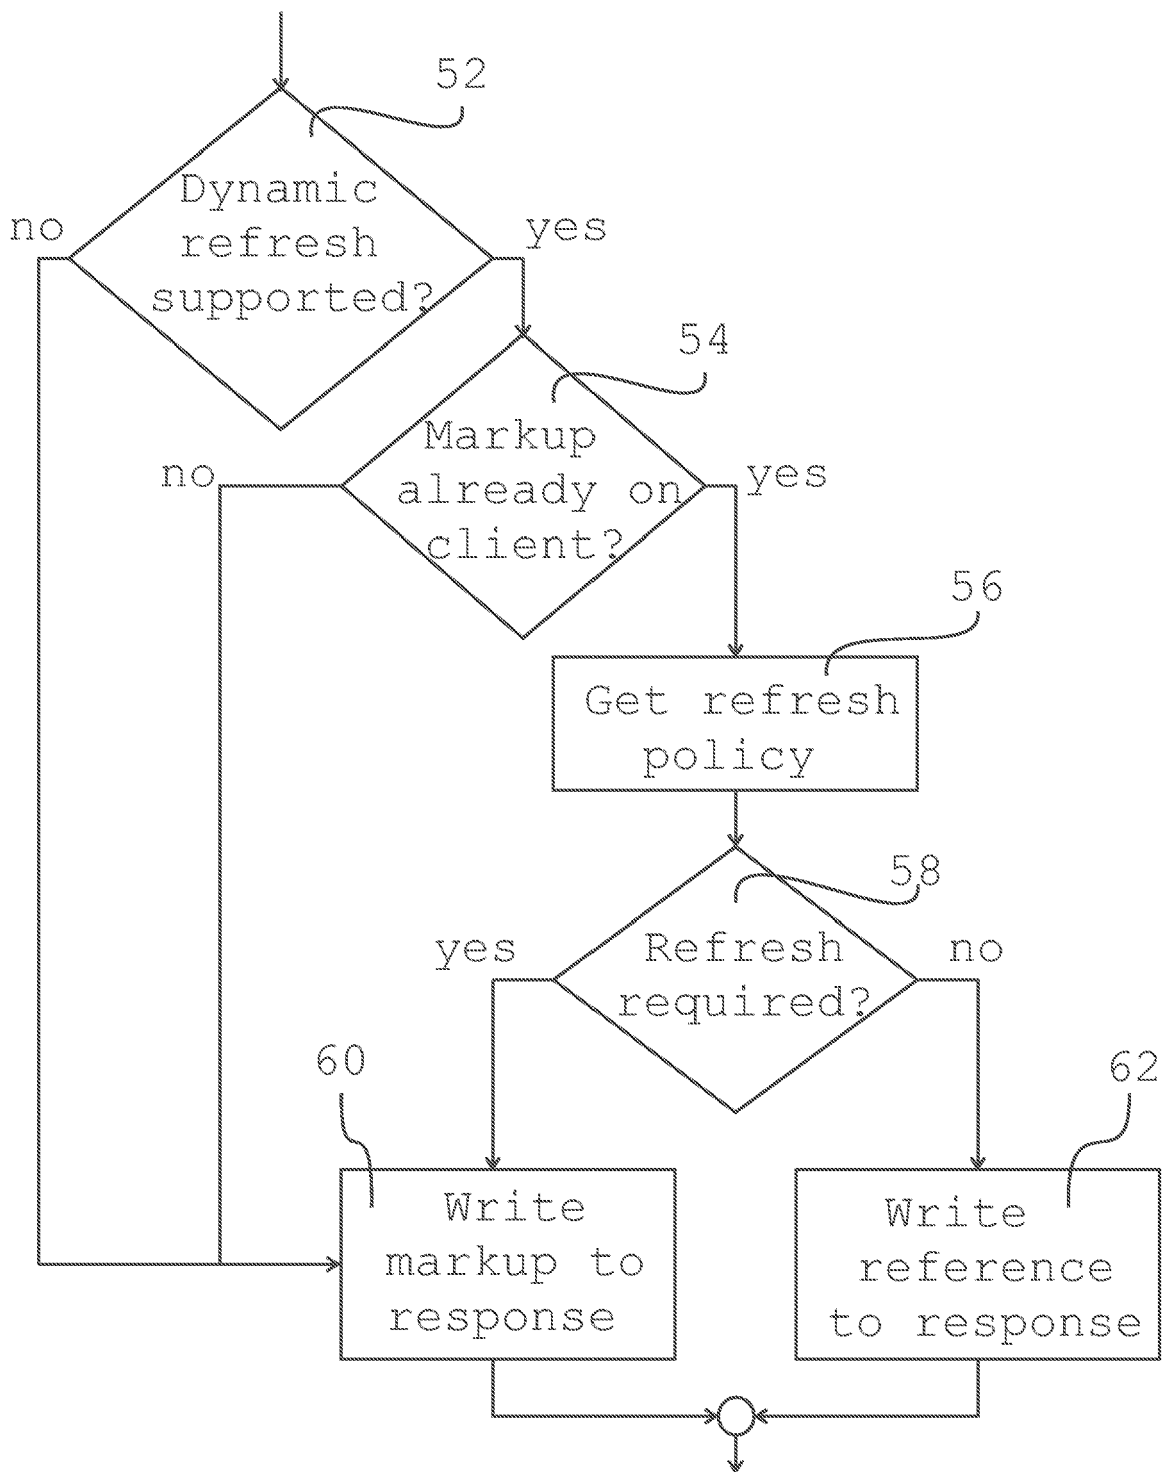 52
Dynamic
refresh
supported?
no
yes
54
Markup
already on
client?
no
yes
56
Get refresh
policy
58
Refresh
required?
yes
no
60
Write
markup to
response
62
Write
reference
to response